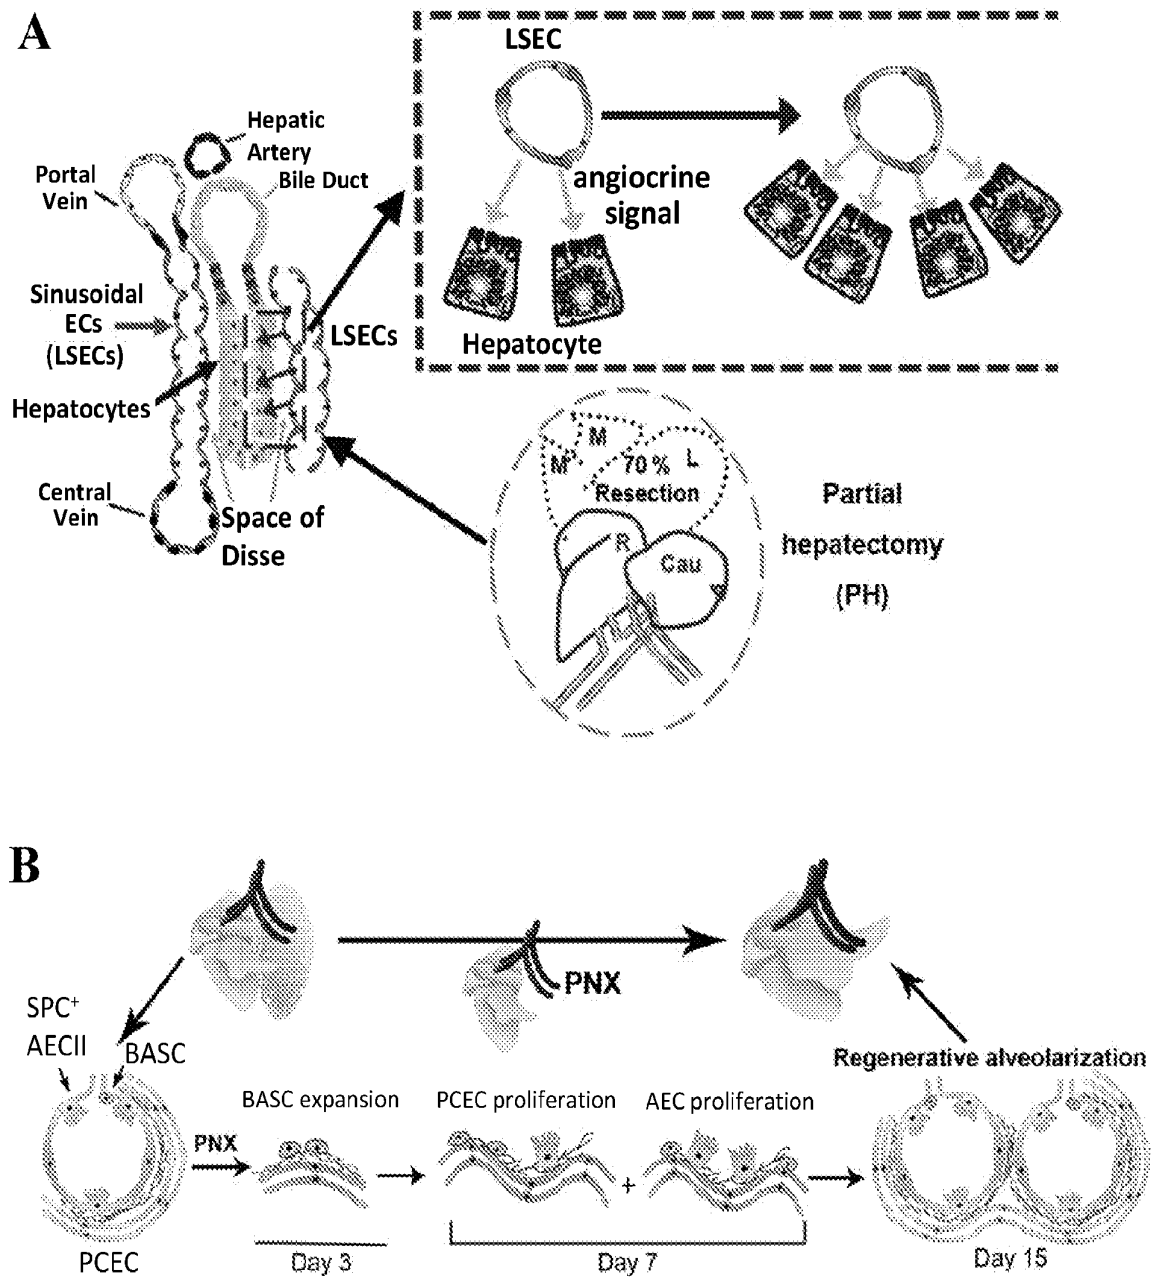 A
LSEC
Hepatic
Artery
Portal
Vein
Bile Duct
angiocrine
signal
Sinusoidal
ECs
(LSECs)
LSECs
Hepatocyte
Hepatocytes
M
M
70 %
L
Resection
Central
Vein
Space of
Disse
R
Cau
Partial
hepatectomy
(PH)
B
PNX
SPC+
AECII
BASC
Regenerative alveolarization
BASC expansion
PCEC proliferation
AEC proliferation
PNX
+
PCEC
Day 3
Day 7
Day 15